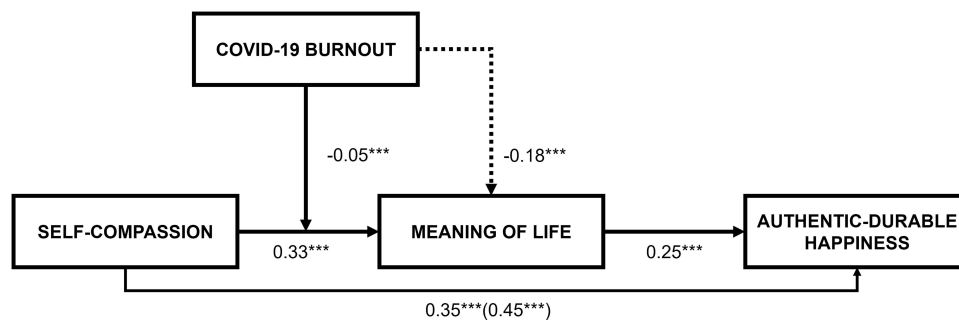 COVID-19 BURNOUT
-0.05***
-0.18***
SELF-COMPASSION
0.33***
MEANING OF LIFE
0.25***
AUTHENTIC-DURABLE
HAPPINESS
0.35***(0.45***)